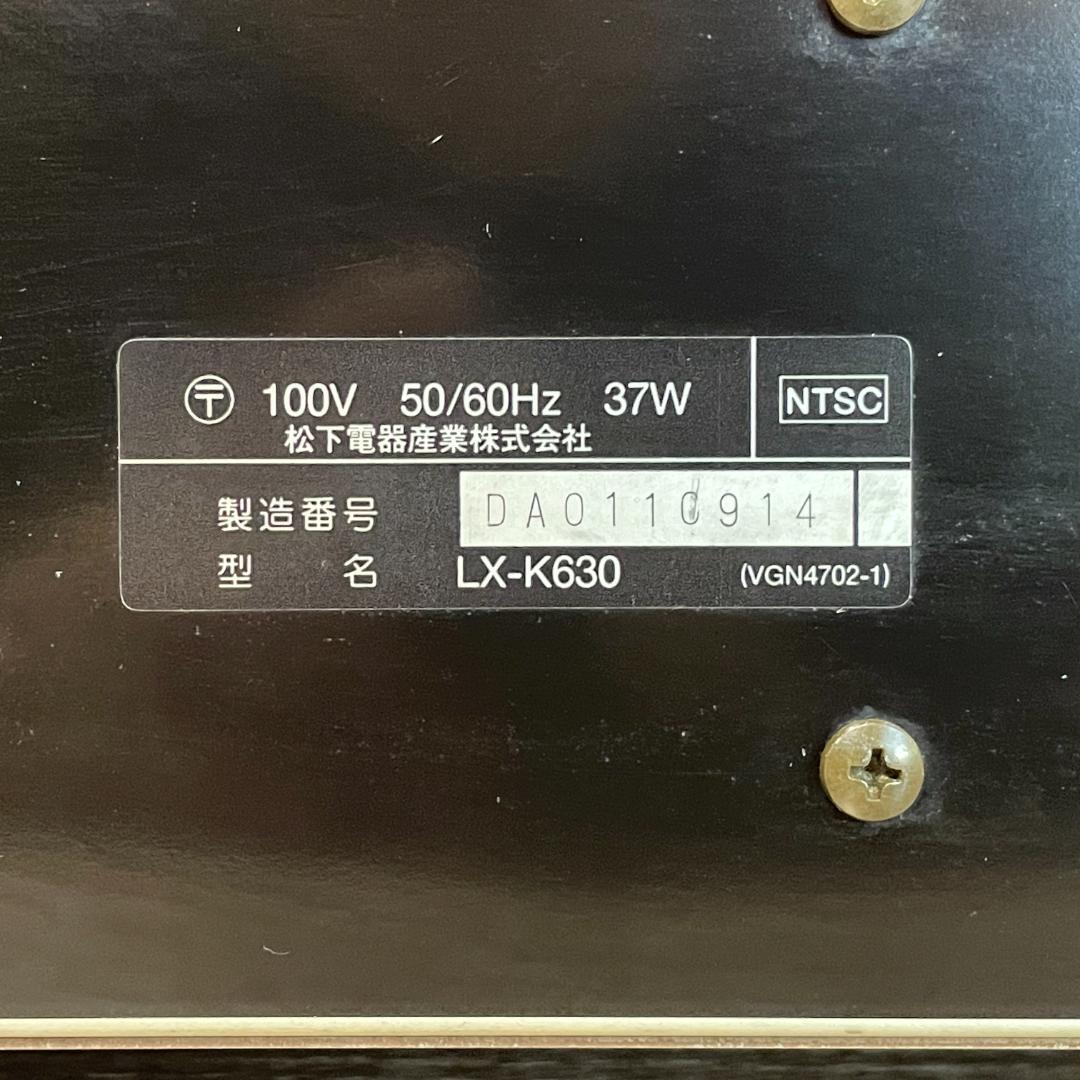 〒 100V 50/60Hz 37W
松下電器産業株式会社
NTSC
製造番号 DA0110914
型名 LX-K630 (VGN4702-1)